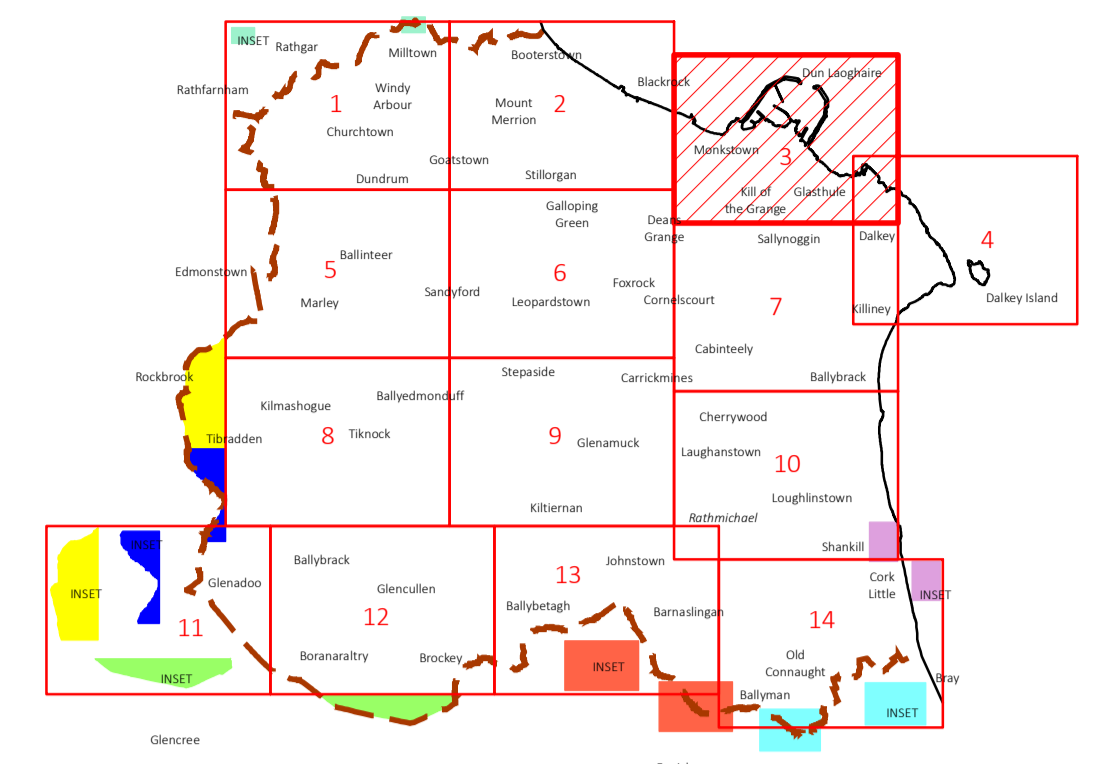 INSET
Rathgar
Milltown
Booterstown
Rathfarnham
Windy
Arbour
1
Churchtown
Mount
Merrion
2
Blackrock
Dun Laoghaire
Goatstown
Dundrum
Stillorgan
Monkstown
3
Kill of
the Grange
Glasthule
Galloping
Green
Deans
Grange
Sallynoggin
Dalkey
4
Dalkey Island
Edmonstown
Ballinteer
5
Marley
Sandyford
6
Leopardstown
Foxrock
Cornelscourt
7
Killiney
Cabinteely
Ballybrack
Rockbrook
Stepaside
Carrickmines
Kilmashogue
Ballyedmonduff
Tibradden
8
Tiknock
9
Glenamuck
Kiltiernan
Cherrywood
Laughanstown
10
Loughlinstown
Rathmichael
Shankill
INSET
INSET
Glenadoo
11
INSET
Glencree
Ballybrack
Glencullen
12
Boranaraltry
Brockey
Johnstown
13
Ballybetagh
Barnaslingan
INSET
Cork
Little
INSET
14
Old
Connaught
Ballyman
INSET
Bray